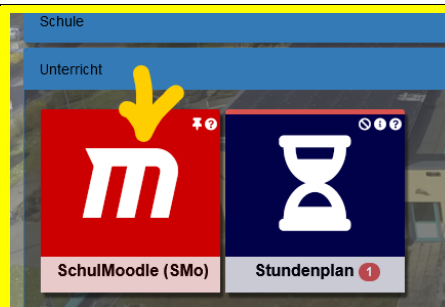 Schule
Unterricht
m
SchulMoodle (SMo)
Stundenplan 1